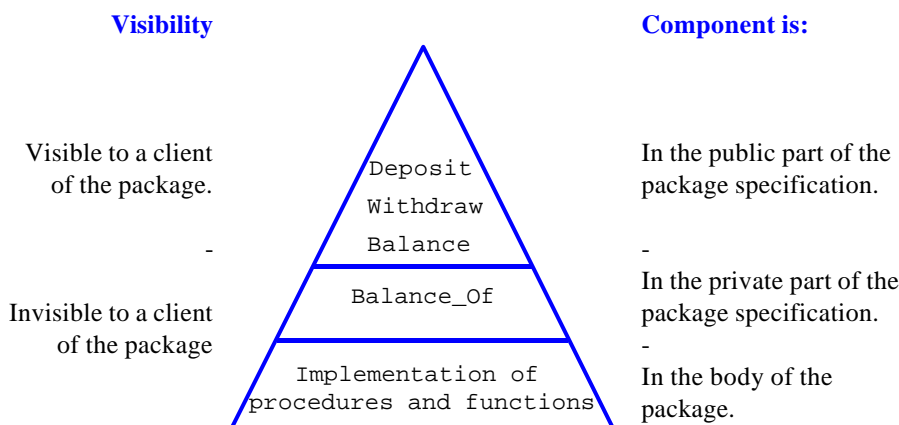 Visibility
Component is:
Visible to a client
of the package.
Deposit
Withdraw
Balance
In the public part of the
package specification.
-
-
Invisible to a client
of the package
Balance_Of
In the private part of the
package specification.
-
Implementation of
procedures and functions
In the body of the
package.